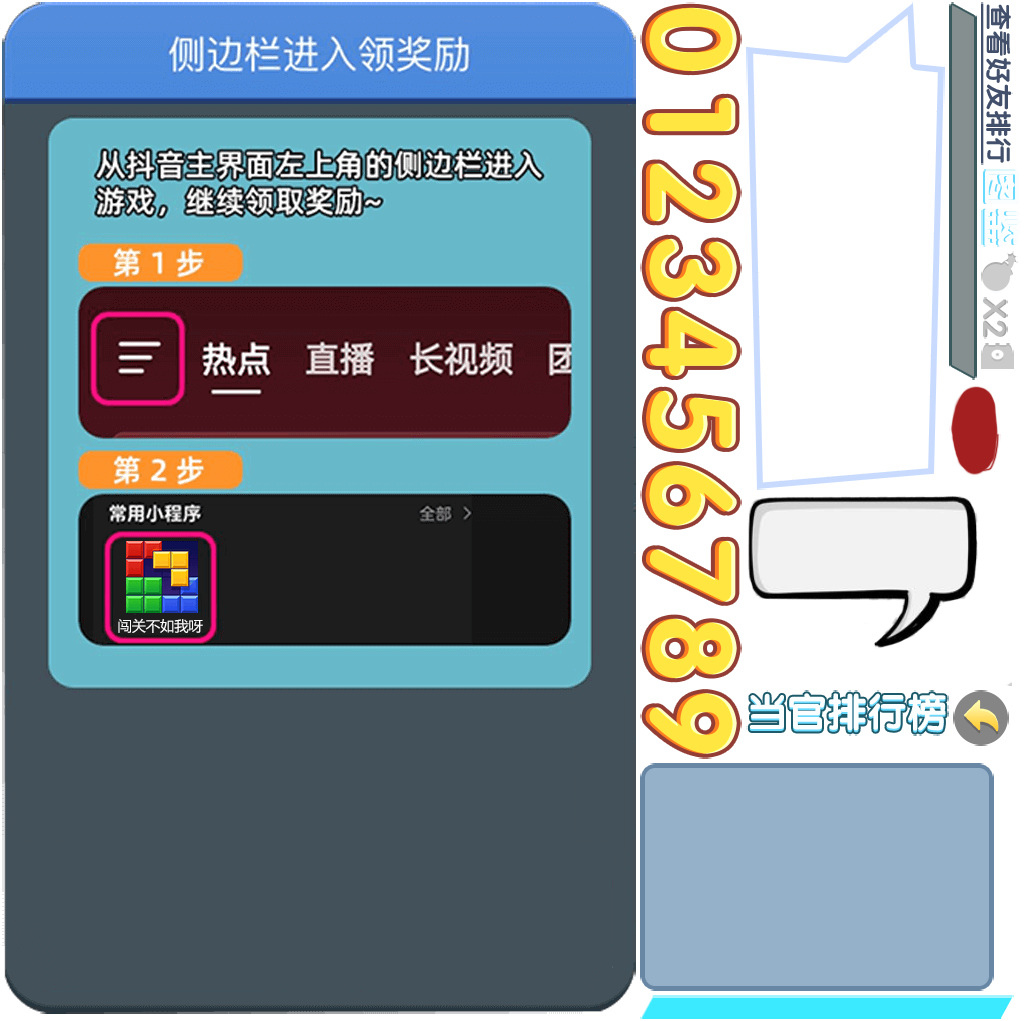 侧边栏进入领奖励
从抖音主界面左上角的侧边栏进入
游戏，继续领取奖励~
第 1 步
热点 直播 长视频 团
第 2 步
常用小程序 全部 >
闯关不如我呀
0123456789
查看好友排行
X2
当官排行榜